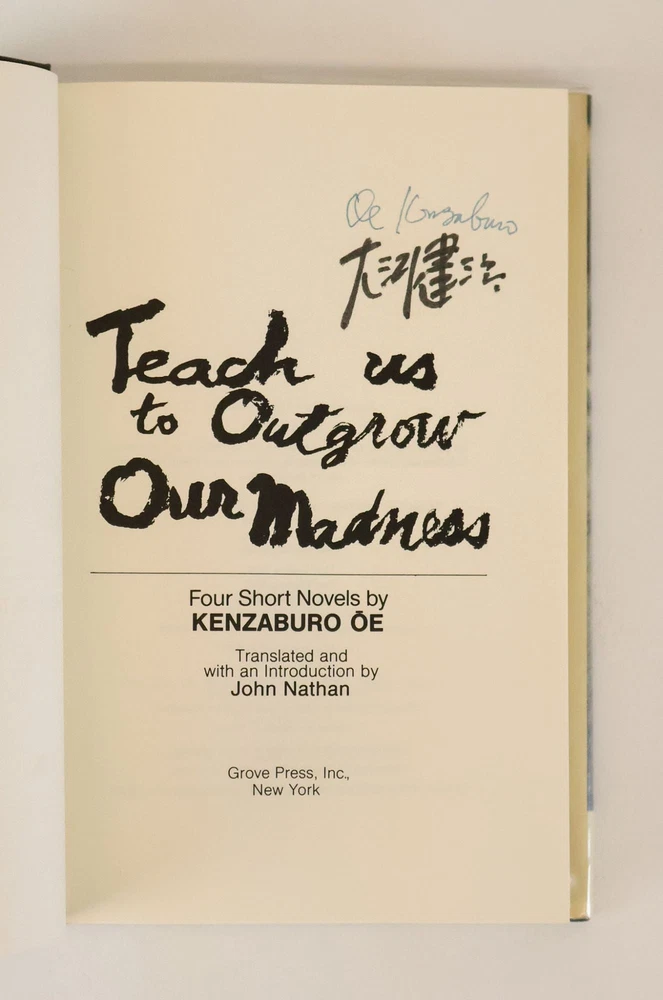 Oe Kenzaburo
大江健三郎
Teach us
to Outgrow
Our Madness
Four Short Novels by
KENZABURO ŌE
Translated and
with an Introduction by
John Nathan
Grove Press, Inc.,
New York